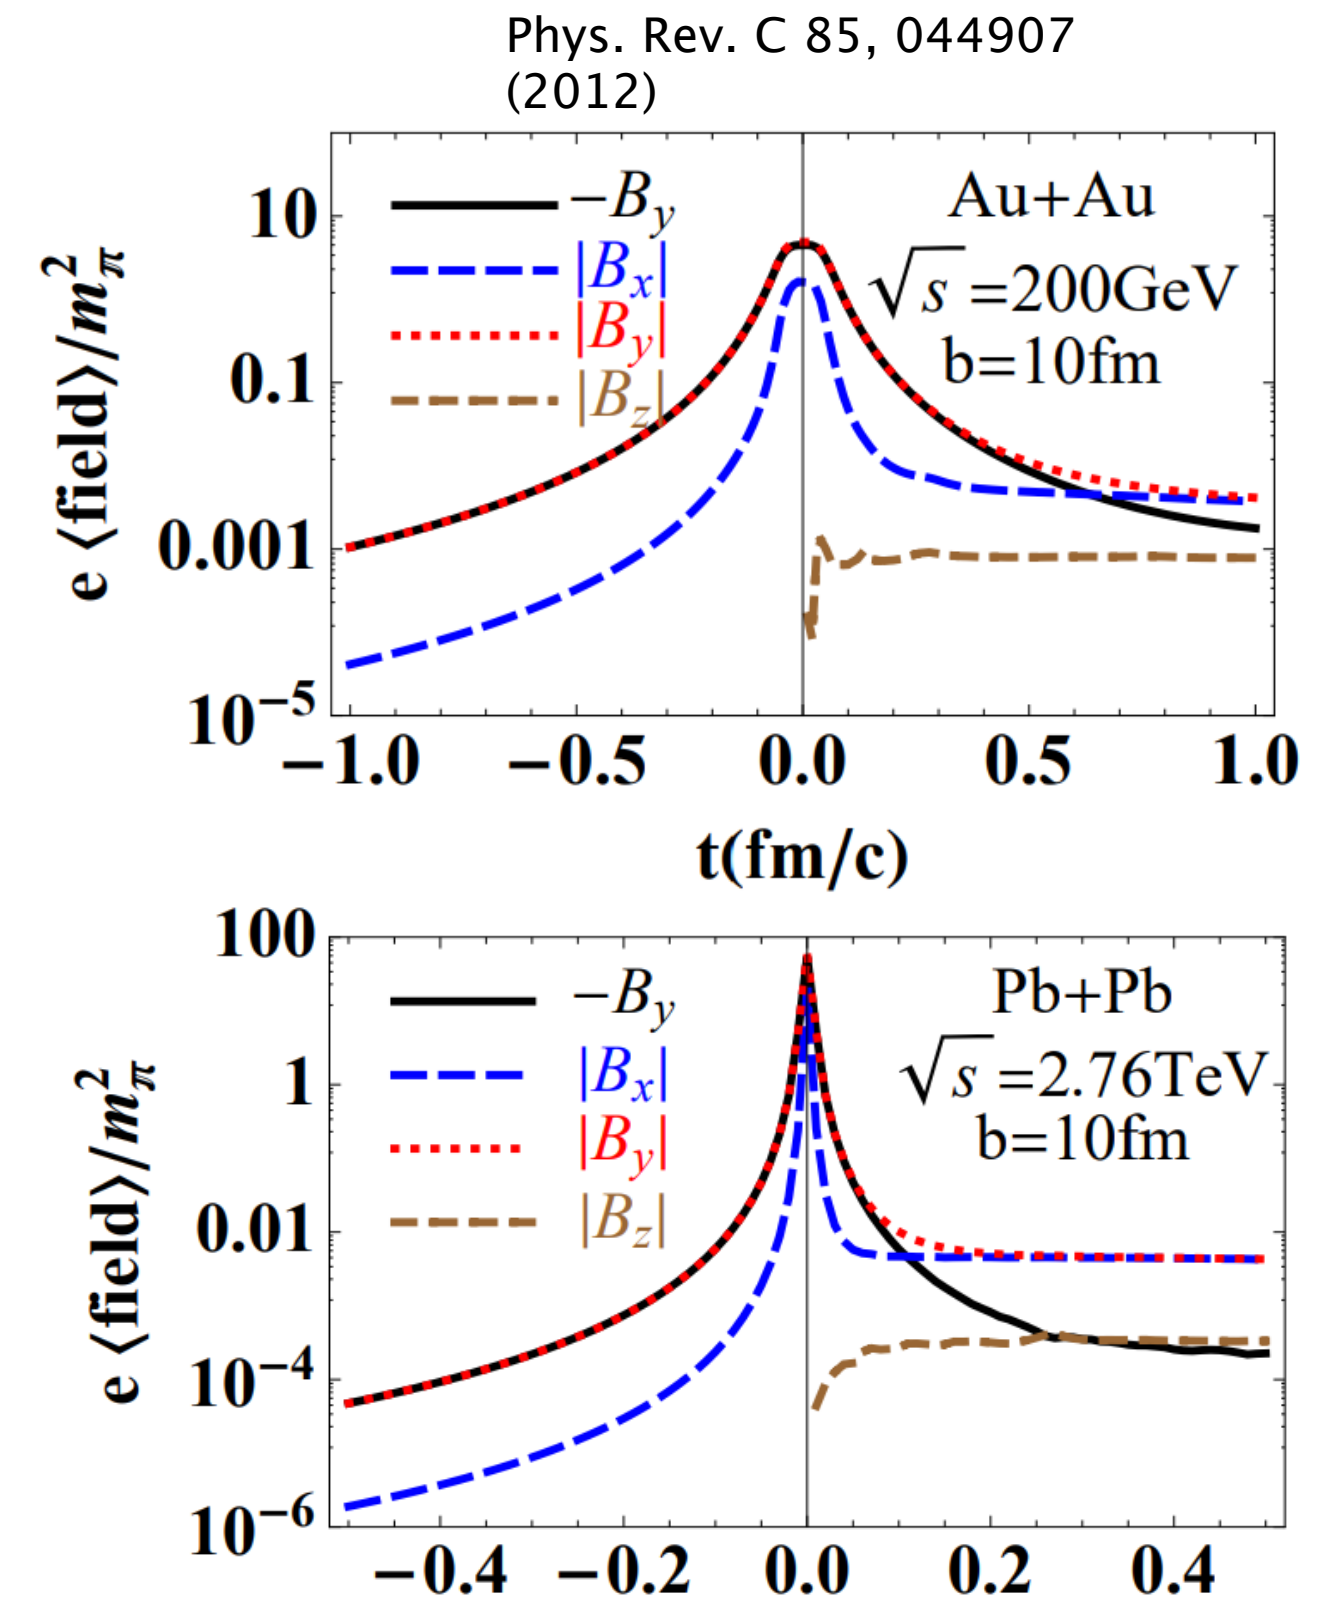 Phys. Rev. C 85, 044907
(2012)
e ⟨field⟩/m_π^2
10
0.1
0.001
10^−5
−B_y
|B_x|
|B_y|
|B_z|
Au+Au
√s =200GeV
b=10fm
−1.0 −0.5 0.0 0.5 1.0
t(fm/c)
e ⟨field⟩/m_π^2
100
1
0.01
10^−4
10^−6
−B_y
|B_x|
|B_y|
|B_z|
Pb+Pb
√s =2.76TeV
b=10fm
−0.4 −0.2 0.0 0.2 0.4